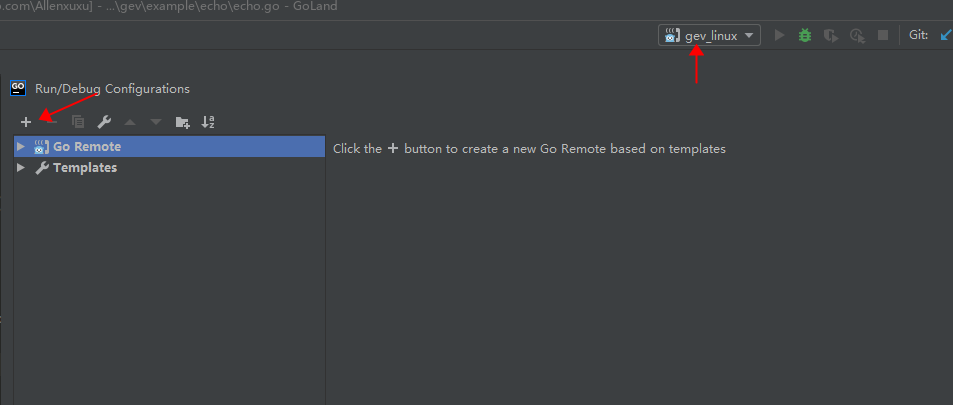 o.com\Allenxuxu] - ...\gev\example\echo\echo.go - GoLand
gev_linux
Git:
GO
Run/Debug Configurations
Go Remote
Click the + button to create a new Go Remote based on templates
Templates